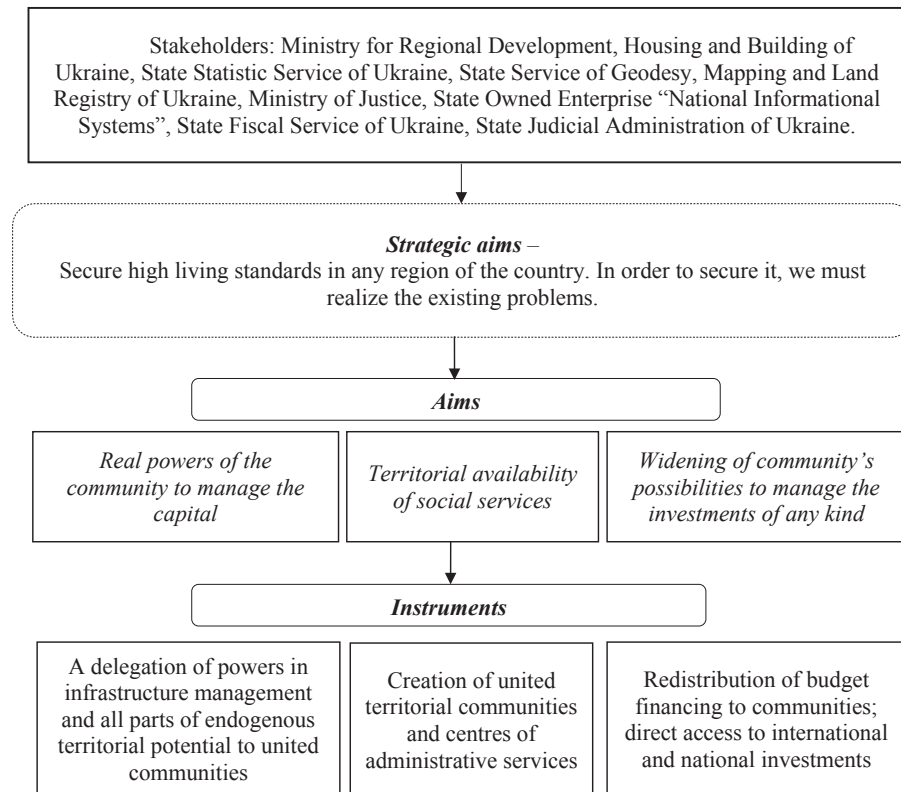 Stakeholders: Ministry for Regional Development, Housing and Building of
Ukraine, State Statistic Service of Ukraine, State Service of Geodesy, Mapping and Land
Registry of Ukraine, Ministry of Justice, State Owned Enterprise “National Informational
Systems”, State Fiscal Service of Ukraine, State Judicial Administration of Ukraine.
Strategic aims –
Secure high living standards in any region of the country. In order to secure it, we must
realize the existing problems.
Aims
Real powers of the
community to manage the
capital
Territorial availability
of social services
Widening of community’s
possibilities to manage the
investments of any kind
Instruments
A delegation of powers in
infrastructure management
and all parts of endogenous
territorial potential to united
communities
Creation of united
territorial communities
and centres of
administrative services
Redistribution of budget
financing to communities;
direct access to international
and national investments